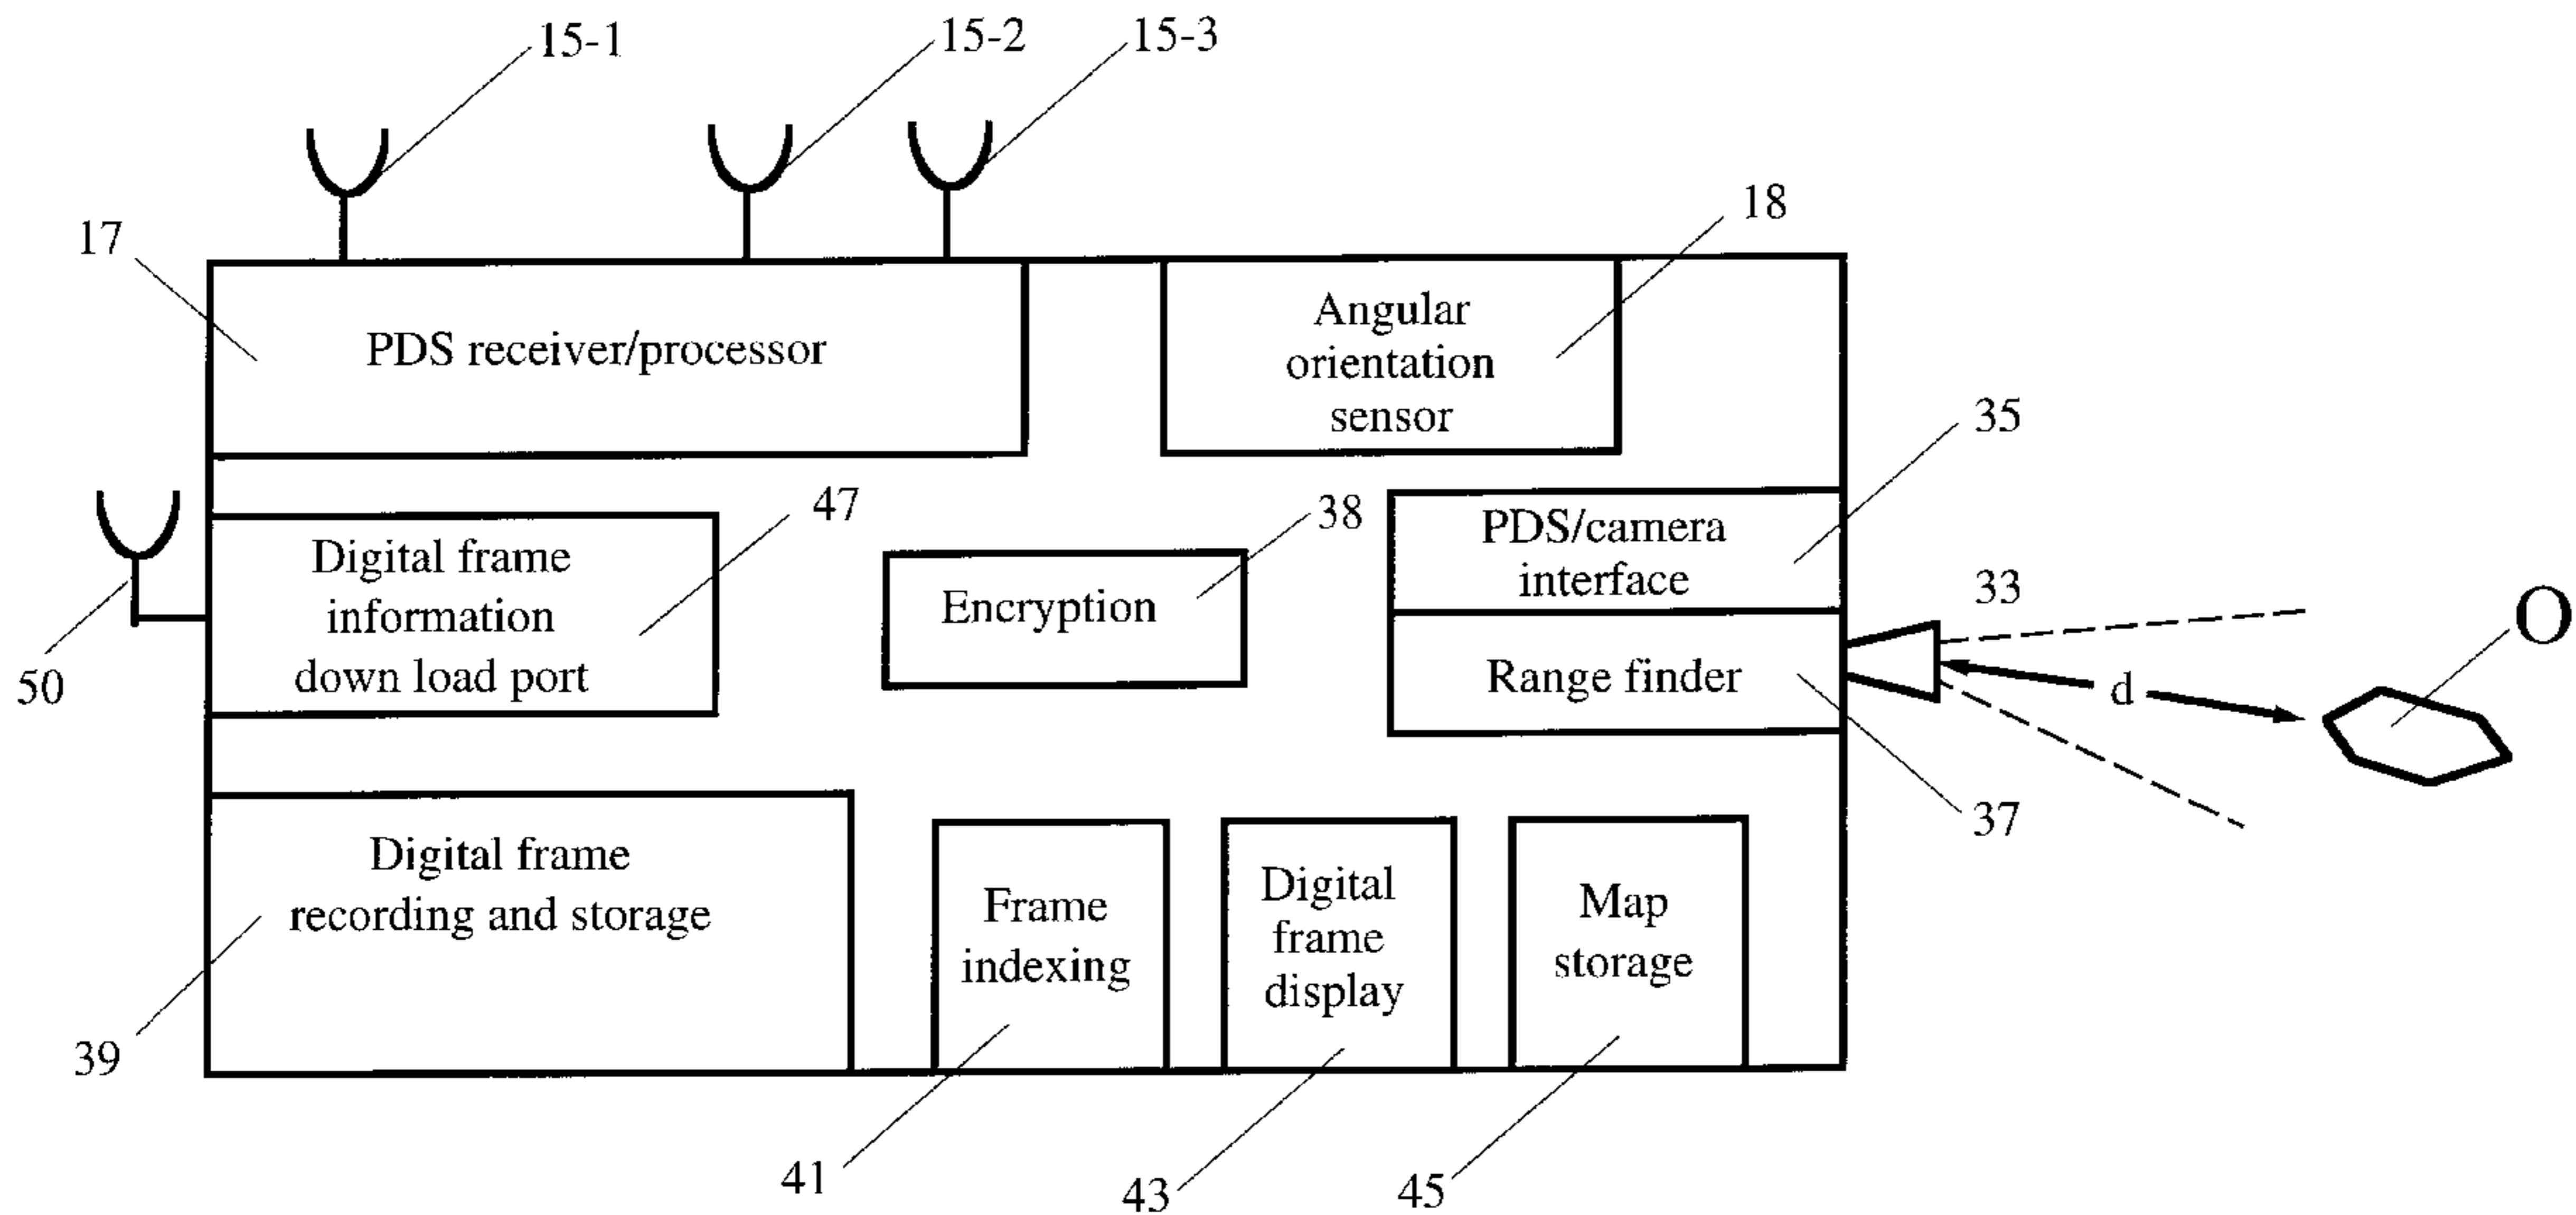 15-1
15-2
15-3
17
18
PDS receiver/processor
Angular
orientation
sensor
35
47
38
PDS/camera
interface
Digital frame
information
down load port
Encryption
33
O
50
Range finder
d
37
Digital frame
recording and storage
Frame
indexing
Digital
frame
display
Map
storage
39
41
43
45